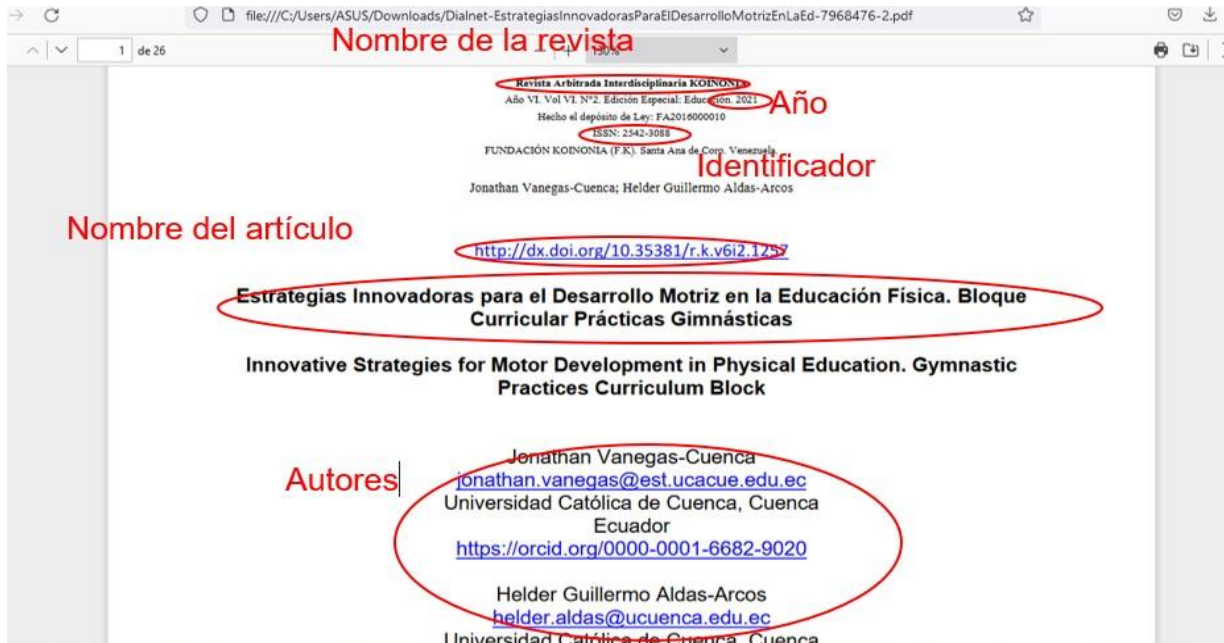 file:///C:/Users/ASUS/Downloads/Dialnet-EstrategiasInnovadorasParaElDesarrolloMotrizEnLaEd-7968476-2.pdf
1 de 26
Nombre de la revista
Revista Arbitrada Interdisciplinaria KOINONIA
Año VI. Vol VI. N°2. Edición Especial: Educación. 2021
Año
Hecho el depósito de Ley: FA2016000010
ISSN: 2542-3088
FUNDACIÓN KOINONIA (F.K). Santa Ana de Coro. Venezuela.
Identificador
Jonathan Vanegas-Cuenca; Helder Guillermo Aldas-Arcos
Nombre del artículo
http://dx.doi.org/10.35381/r.k.v6i2.1257
Estrategias Innovadoras para el Desarrollo Motriz en la Educación Física. Bloque
Curricular Prácticas Gimnásticas
Innovative Strategies for Motor Development in Physical Education. Gymnastic
Practices Curriculum Block
Autores
Jonathan Vanegas-Cuenca
jonathan.vanegas@est.ucacue.edu.ec
Universidad Católica de Cuenca, Cuenca
Ecuador
https://orcid.org/0000-0001-6682-9020
Helder Guillermo Aldas-Arcos
helder.aldas@ucuenca.edu.ec
Universidad Católica de Cuenca, Cuenca